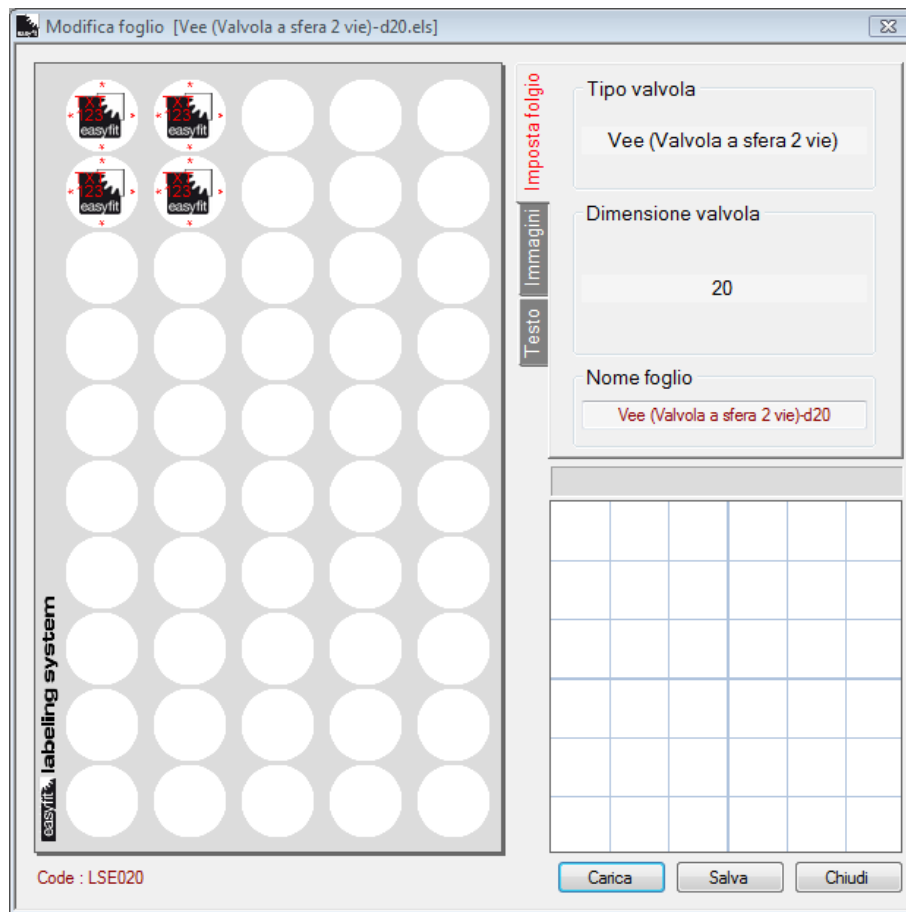 Modifica foglio [Vee (Valvola a sfera 2 vie)-d20.els]
TXT
123
easyfit
TXT
123
easyfit
TXT
123
easyfit
TXT
123
easyfit
easyfit labeling system
Code : LSE020
Imposta folgio
Immagini
Testo
Tipo valvola
Vee (Valvola a sfera 2 vie)
Dimensione valvola
20
Nome foglio
Vee (Valvola a sfera 2 vie)-d20
Carica
Salva
Chiudi